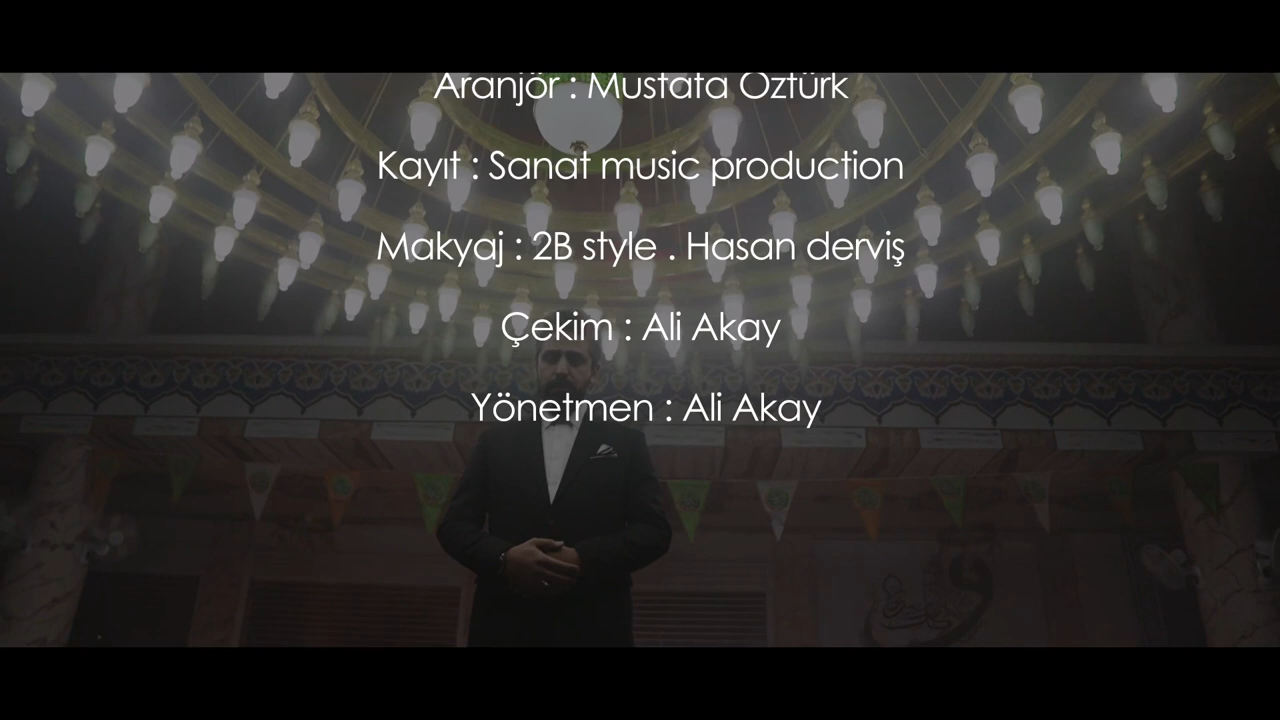 Aranjör : Mustafa Öztürk
Kayıt : Sanat music production
Makyaj : 2B style . Hasan derviş
Çekim : Ali Akay
Yönetmen : Ali Akay